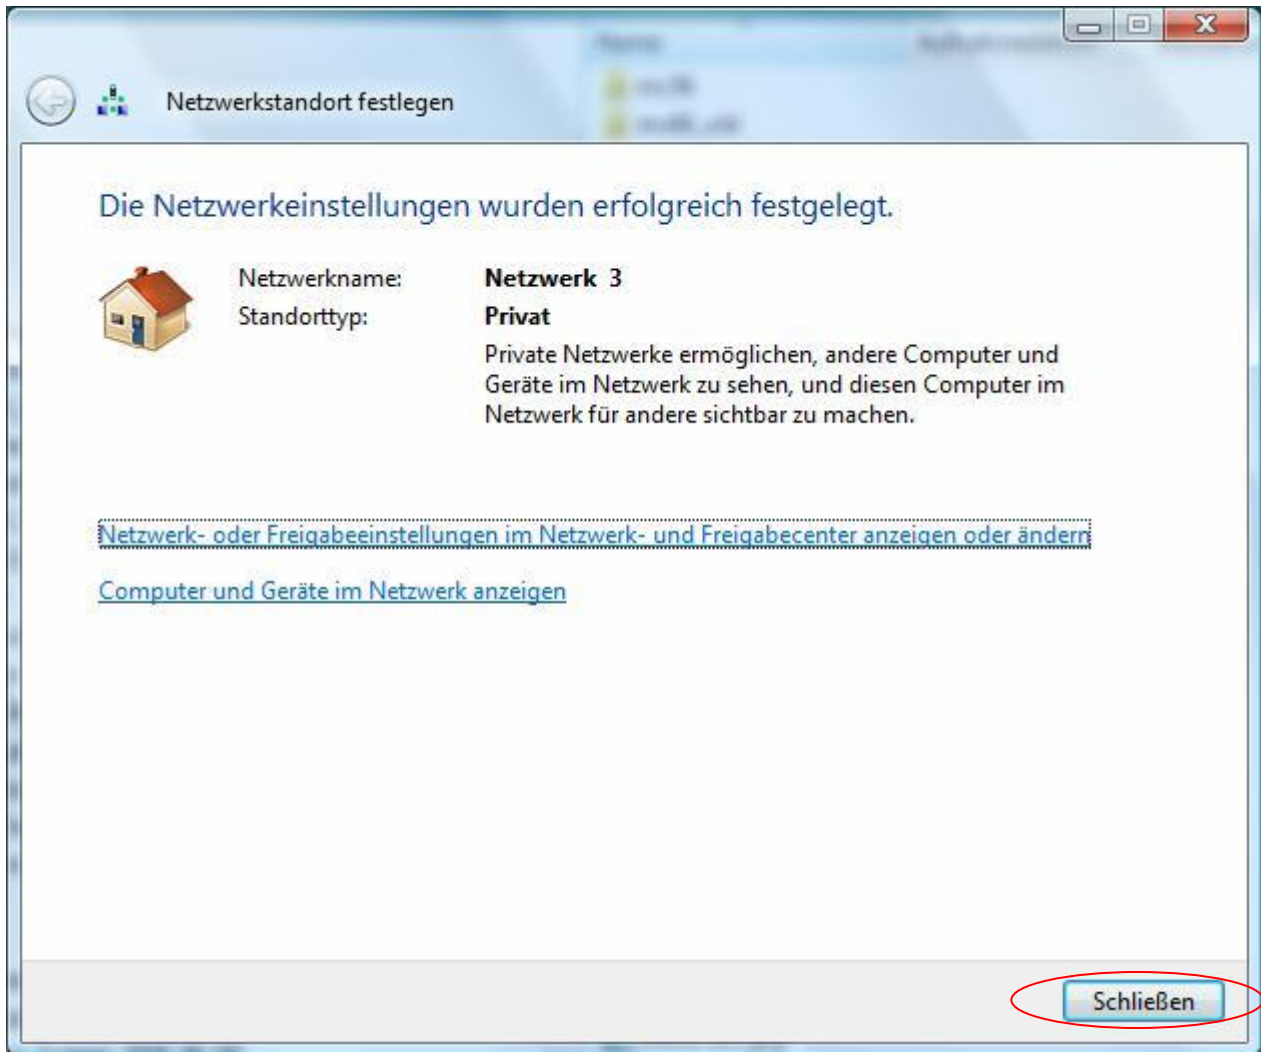 Netzwerkstandort festlegen
Die Netzwerkeinstellungen wurden erfolgreich festgelegt.
Netzwerkname: Netzwerk 3
Standorttyp: Privat
Private Netzwerke ermöglichen, andere Computer und
Geräte im Netzwerk zu sehen, und diesen Computer im
Netzwerk für andere sichtbar zu machen.
Netzwerk- oder Freigabeeinstellungen im Netzwerk- und Freigabecenter anzeigen oder ändern
Computer und Geräte im Netzwerk anzeigen
Schließen